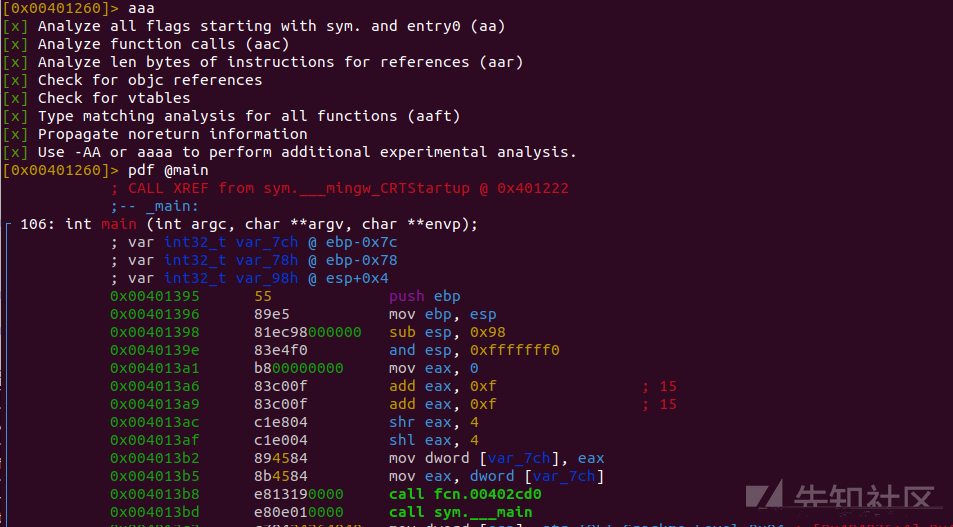 [0x00401260]> aaa
[x] Analyze all flags starting with sym. and entry0 (aa)
[x] Analyze function calls (aac)
[x] Analyze len bytes of instructions for references (aar)
[x] Check for objc references
[x] Check for vtables
[x] Type matching analysis for all functions (aaft)
[x] Propagate noreturn information
[x] Use -AA or aaaa to perform additional experimental analysis.
[0x00401260]> pdf @main
; CALL XREF from sym.___mingw_CRTStartup @ 0x401222
;-- _main:
106: int main (int argc, char **argv, char **envp);
; var int32_t var_7ch @ ebp-0x7c
; var int32_t var_78h @ ebp-0x78
; var int32_t var_98h @ esp+0x4
0x00401395 55 push ebp
0x00401396 89e5 mov ebp, esp
0x00401398 81ec98000000 sub esp, 0x98
0x0040139e 83e4f0 and esp, 0xfffffff0
0x004013a1 b800000000 mov eax, 0
0x004013a6 83c00f add eax, 0xf ; 15
0x004013a9 83c00f add eax, 0xf ; 15
0x004013ac c1e804 shr eax, 4
0x004013af c1e004 shl eax, 4
0x004013b2 894584 mov dword [var_7ch], eax
0x004013b5 8b4584 mov eax, dword [var_7ch]
0x004013b8 e813190000 call fcn.00402cd0
0x004013bd e80e010000 call sym.___main
先知社区